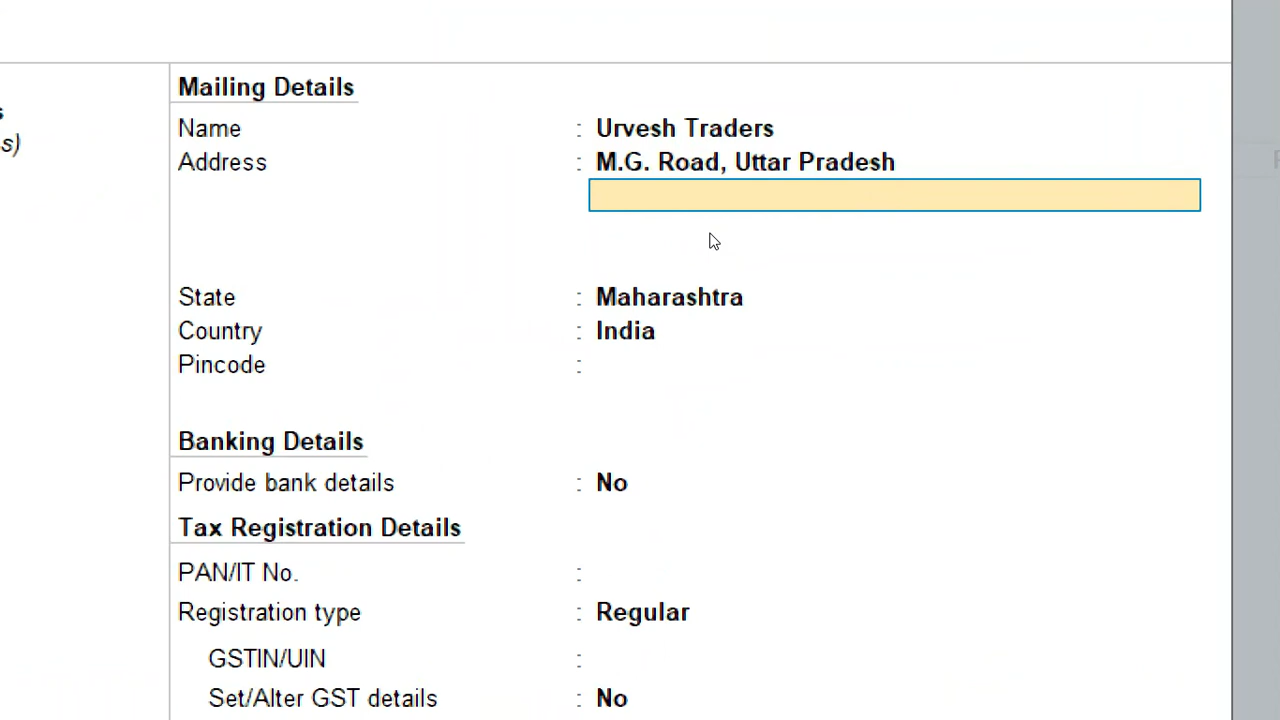 Mailing Details
Name : Urvesh Traders
Address : M.G. Road, Uttar Pradesh
s)
State : Maharashtra
Country : India
Pincode :
Banking Details
Provide bank details : No
Tax Registration Details
PAN/IT No. :
Registration type : Regular
GSTIN/UIN :
Set/Alter GST details : No